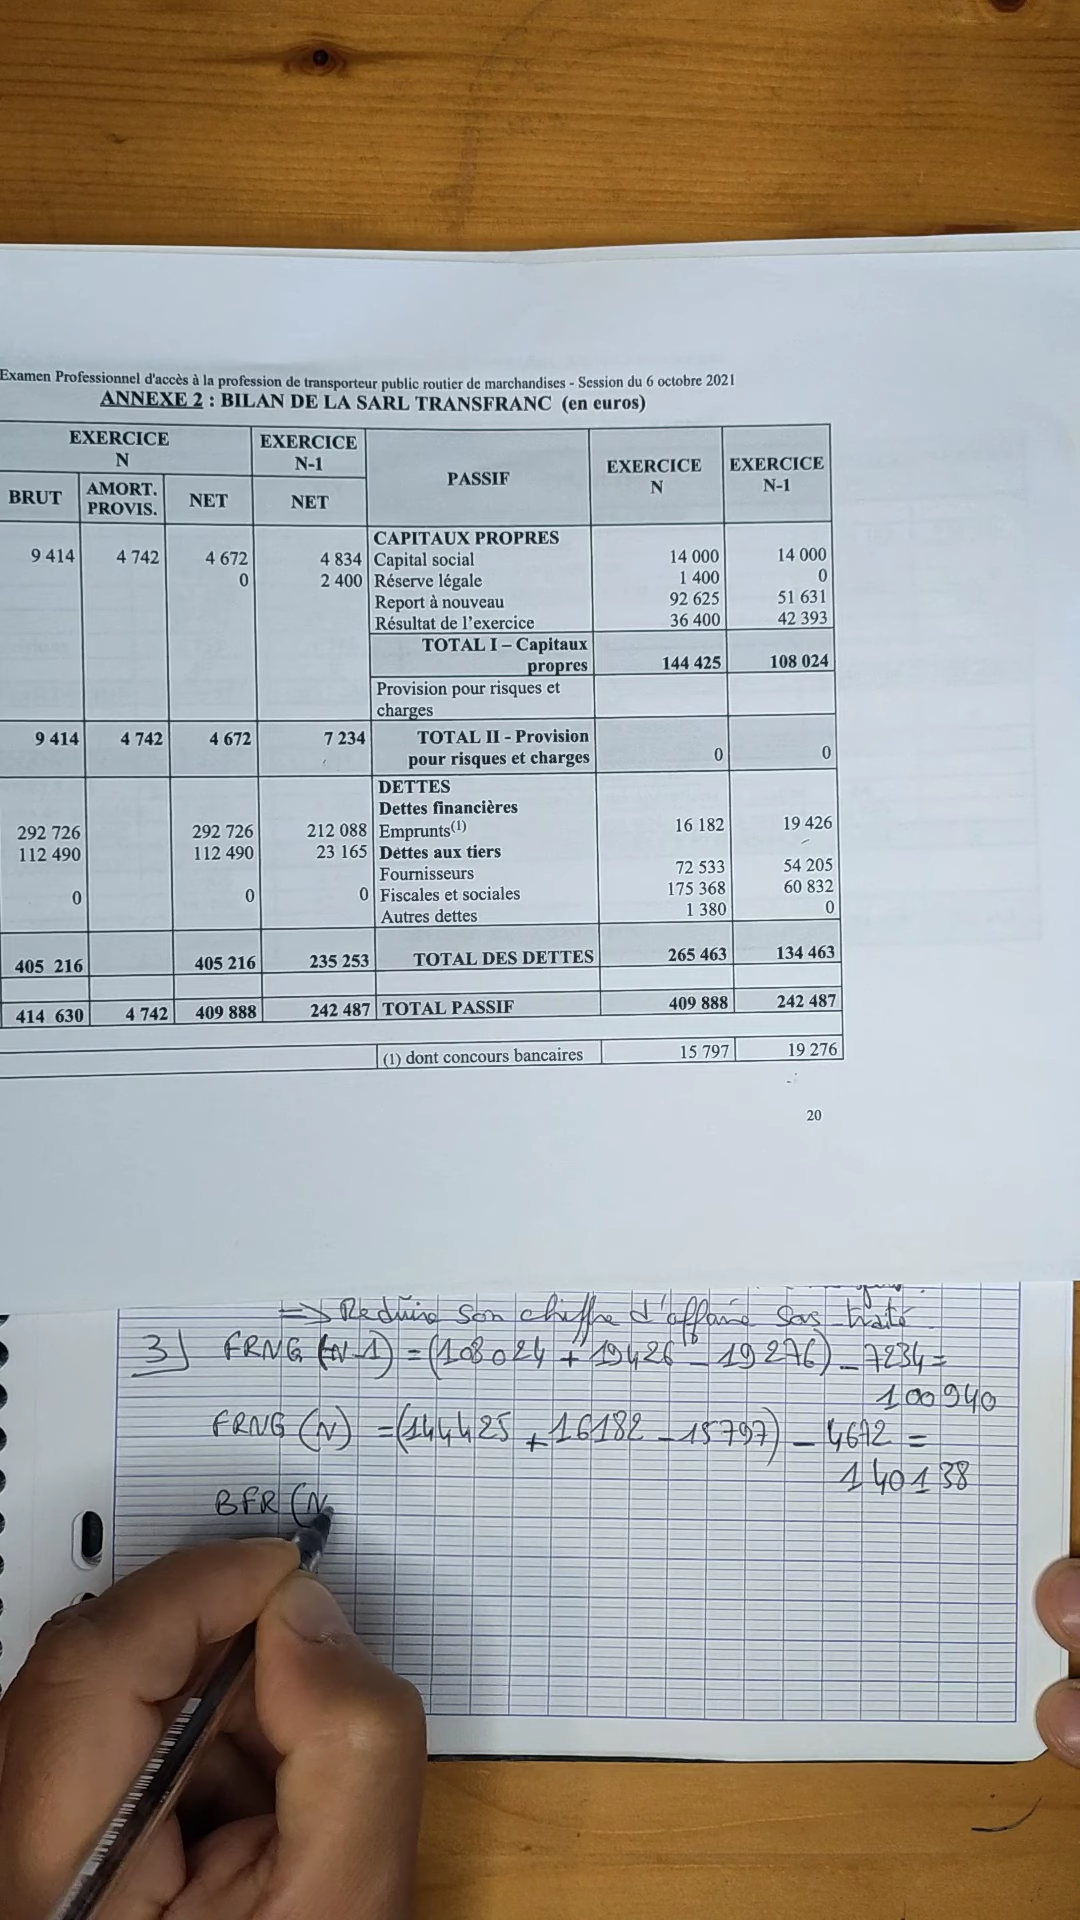 Examen Professionnel d'accès à la profession de transporteur public routier de marchandises - Session du 6 octobre 2021
ANNEXE 2 : BILAN DE LA SARL TRANSFRANC (en euros)
EXERCICE N EXERCICE N-1 PASSIF EXERCICE N EXERCICE N-1
BRUT AMORT. PROVIS. NET NET
CAPITAUX PROPRES
9 414 4 742 4 672 4 834 Capital social 14 000 14 000
0 2 400 Réserve légale 1 400 0
Report à nouveau 92 625 51 631
Résultat de l'exercice 36 400 42 393
TOTAL I – Capitaux
propres 144 425 108 024
Provision pour risques et
charges
9 414 4 742 4 672 7 234 TOTAL II - Provision
pour risques et charges 0 0
DETTES
Dettes financières
292 726 292 726 212 088 Emprunts(1) 16 182 19 426
112 490 112 490 23 165 Dettes aux tiers
Fournisseurs 72 533 54 205
0 0 0 Fiscales et sociales 175 368 60 832
Autres dettes 1 380 0
405 216 405 216 235 253 TOTAL DES DETTES 265 463 134 463
414 630 4 742 409 888 242 487 TOTAL PASSIF 409 888 242 487
(1) dont concours bancaires 15 797 19 276
20
=> Reduire son chiffre d'affaire sous-traité
3) FRNG (N-1) = (108024 + 19426 - 19276) - 7234 =
100940
FRNG (N) = (144425 + 16182 - 15797) - 4672 =
140138
BFR (N